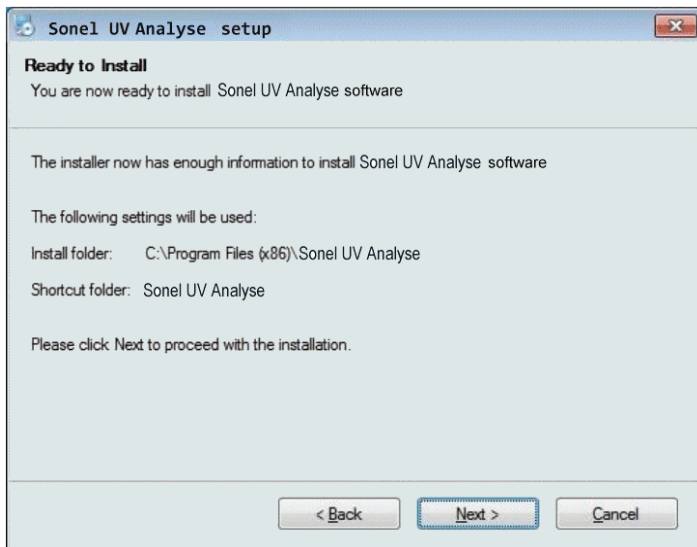 Sonel UV Analyse setup
Ready to Install
You are now ready to install Sonel UV Analyse software
The installer now has enough information to install Sonel UV Analyse software
The following settings will be used:
Install folder: C:\Program Files (x86)\Sonel UV Analyse
Shortcut folder: Sonel UV Analyse
Please click Next to proceed with the installation.
< Back Next > Cancel